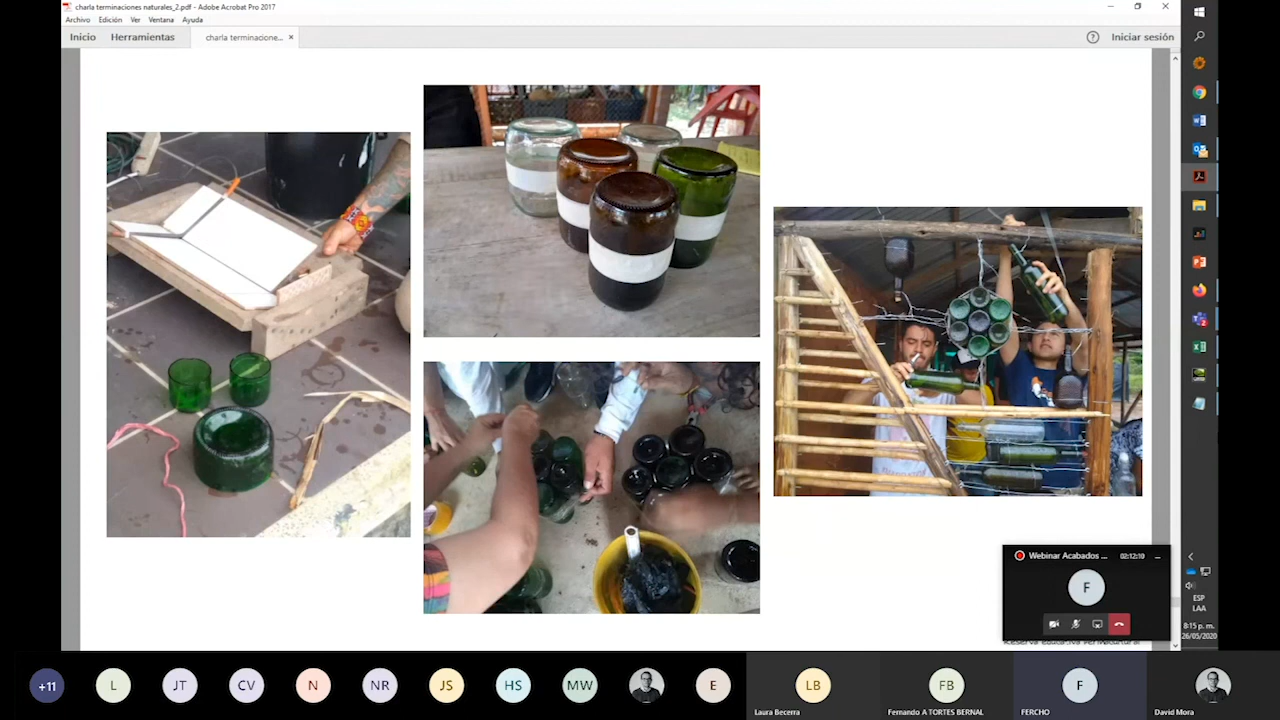 charla terminaciones naturales_2.pdf - Adobe Acrobat Pro 2017
Archivo Edición Ver Ventana Ayuda
Inicio Herramientas charla terminacione... × Iniciar sesión
Webinar Acabados ... 02:12:10
F
ESP
LAA
8:15 p. m.
26/05/2020
+11 L JT CV N NR JS HS MW E LB FB F
Laura Becerra Fernando A TORTES BERNAL FERCHO David Mora